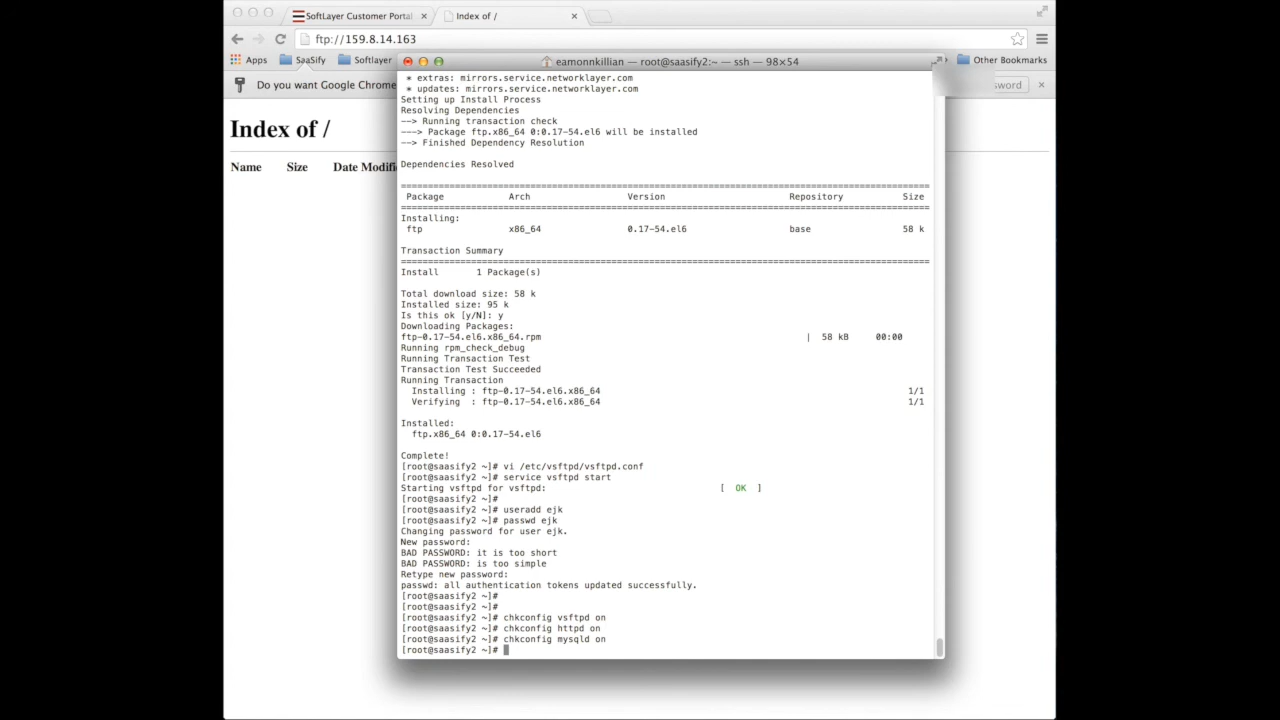 SoftLayer Customer Portal
Index of /
ftp://159.8.14.163
Apps
SaaSify
Softlayer
Other Bookmarks
Do you want Google Chrome
sword
eamonnkillian — root@saasify2:~ — ssh — 98×54
Index of /
Name Size Date Modifi
* extras: mirrors.service.networklayer.com
* updates: mirrors.service.networklayer.com
Setting up Install Process
Resolving Dependencies
--> Running transaction check
---> Package ftp.x86_64 0:0.17-54.el6 will be installed
--> Finished Dependency Resolution
Dependencies Resolved
================================================================================
Package Arch Version Repository Size
================================================================================
Installing:
ftp x86_64 0.17-54.el6 base 58 k
Transaction Summary
================================================================================
Install 1 Package(s)
Total download size: 58 k
Installed size: 95 k
Is this ok [y/N]: y
Downloading Packages:
ftp-0.17-54.el6.x86_64.rpm | 58 kB 00:00
Running rpm_check_debug
Running Transaction Test
Transaction Test Succeeded
Running Transaction
Installing : ftp-0.17-54.el6.x86_64 1/1
Verifying : ftp-0.17-54.el6.x86_64 1/1
Installed:
ftp.x86_64 0:0.17-54.el6
Complete!
[root@saasify2 ~]# vi /etc/vsftpd/vsftpd.conf
[root@saasify2 ~]# service vsftpd start
Starting vsftpd for vsftpd: [ OK ]
[root@saasify2 ~]#
[root@saasify2 ~]# useradd ejk
[root@saasify2 ~]# passwd ejk
Changing password for user ejk.
New password:
BAD PASSWORD: it is too short
BAD PASSWORD: is too simple
Retype new password:
passwd: all authentication tokens updated successfully.
[root@saasify2 ~]#
[root@saasify2 ~]#
[root@saasify2 ~]# chkconfig vsftpd on
[root@saasify2 ~]# chkconfig httpd on
[root@saasify2 ~]# chkconfig mysqld on
[root@saasify2 ~]#